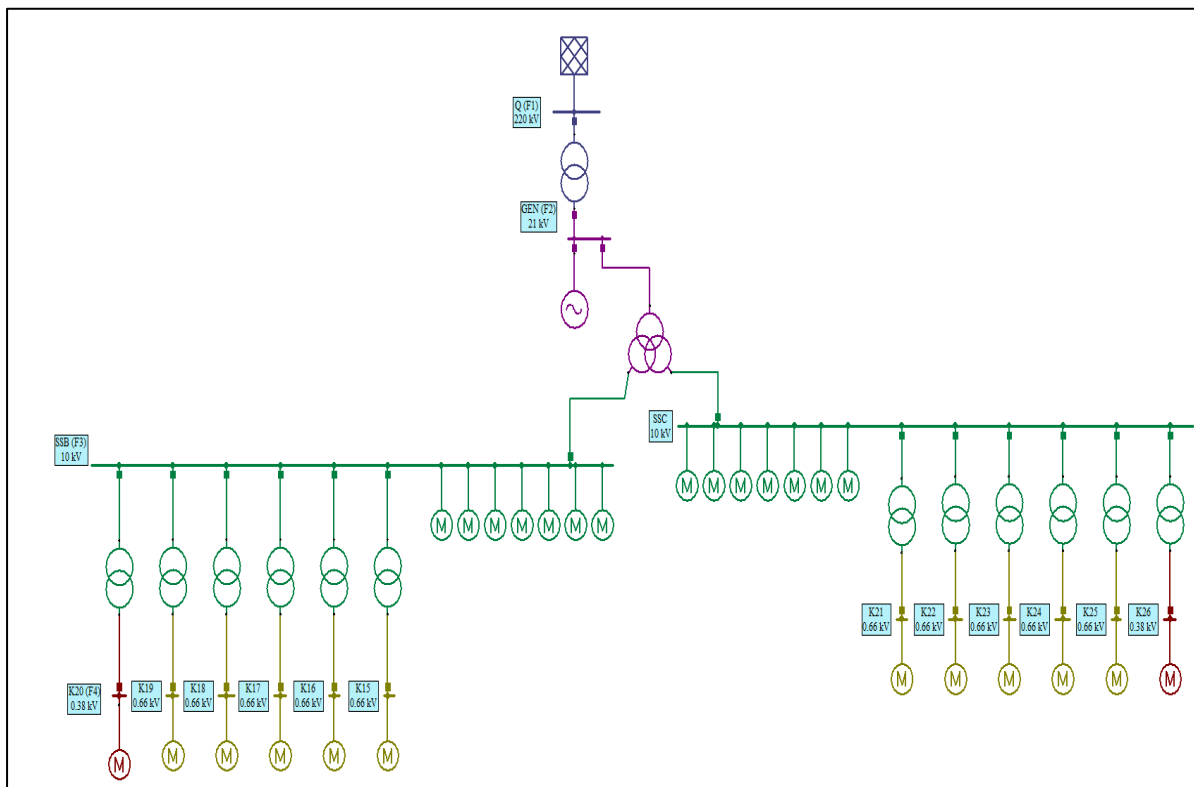 Q (F1)
220 kV
GEN (F2)
21 kV
SSC
10 kV
SSB (F3)
10 kV
M M M M M M M
M M M M M M M
K21
0.66 kV
K22
0.66 kV
K23
0.66 kV
K24
0.66 kV
K25
0.66 kV
K26
0.38 kV
M M M M M M
K20 (F4)
0.38 kV
K19
0.66 kV
K18
0.66 kV
K17
0.66 kV
K16
0.66 kV
K15
0.66 kV
M M M M M M